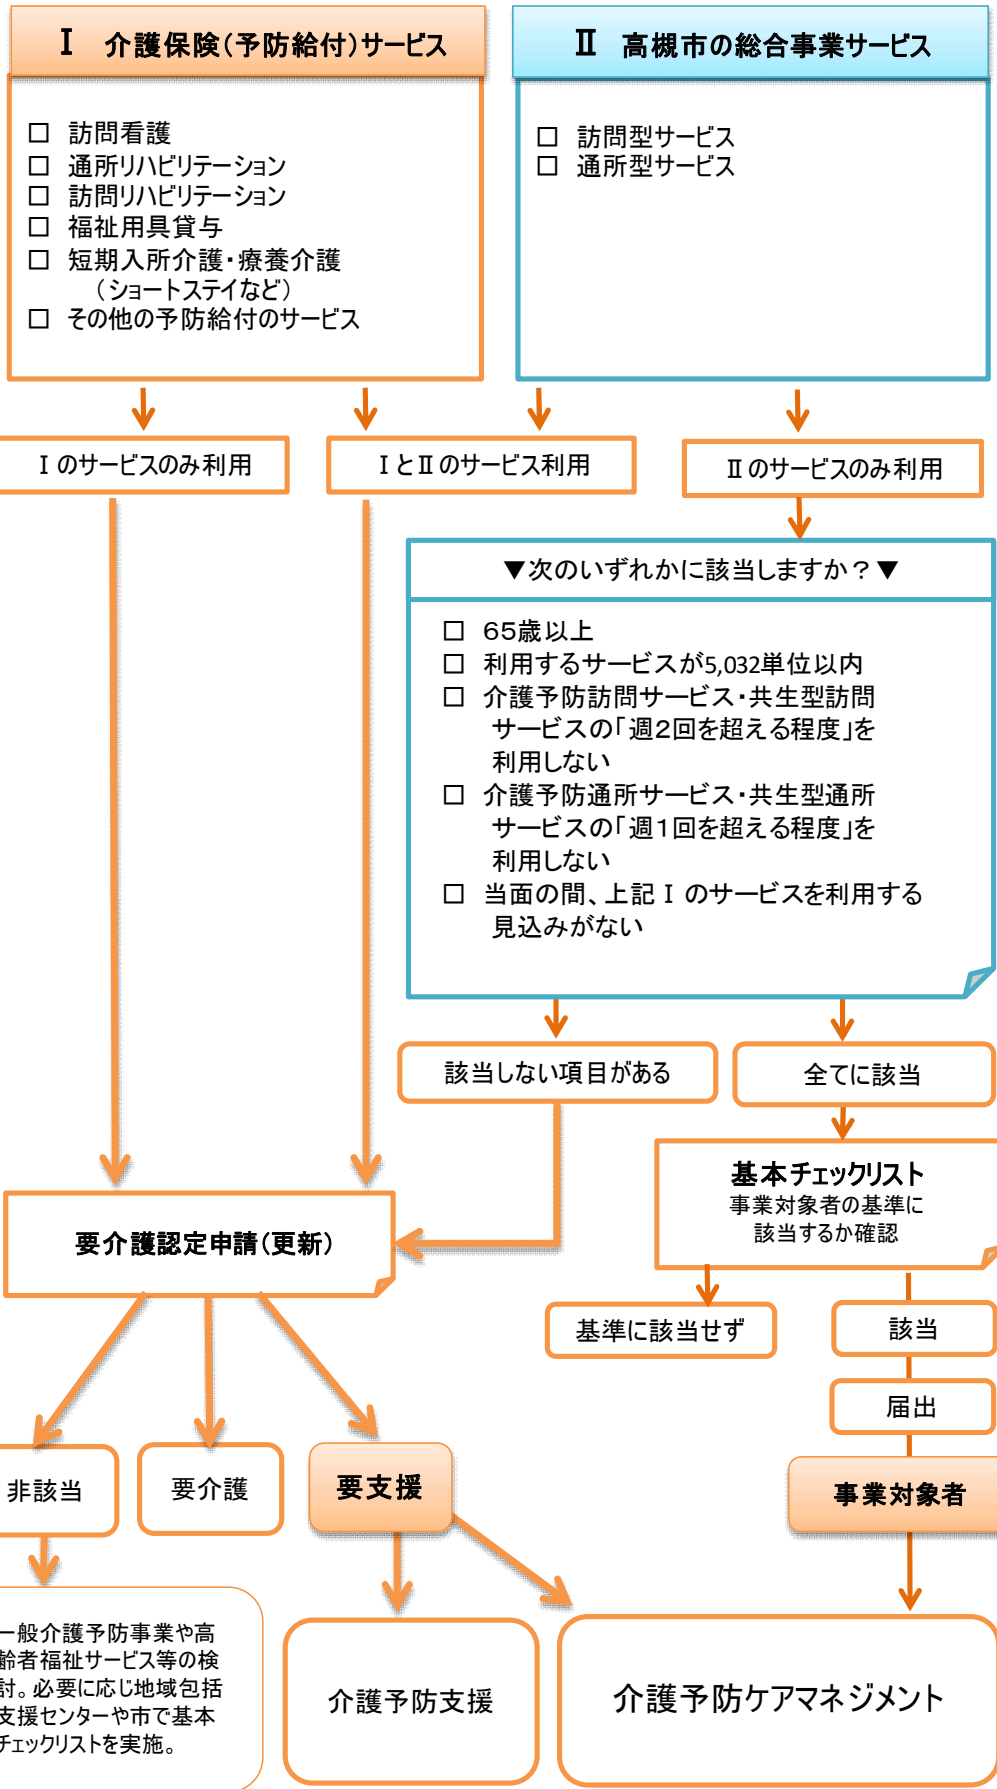 Ⅰ 介護保険(予防給付)サービス
□ 訪問看護
□ 通所リハビリテーション
□ 訪問リハビリテーション
□ 福祉用具貸与
□ 短期入所介護・療養介護
（ショートステイなど）
□ その他の予防給付のサービス
Ⅱ 高槻市の総合事業サービス
□ 訪問型サービス
□ 通所型サービス
Ⅰのサービスのみ利用
ⅠとⅡのサービス利用
Ⅱのサービスのみ利用
▼次のいずれかに該当しますか？▼
□ 65歳以上
□ 利用するサービスが5,032単位以内
□ 介護予防訪問サービス・共生型訪問
サービスの「週2回を超える程度」を
利用しない
□ 介護予防通所サービス・共生型通所
サービスの「週1回を超える程度」を
利用しない
□ 当面の間、上記Ⅰのサービスを利用する
見込みがない
該当しない項目がある
全てに該当
基本チェックリスト
事業対象者の基準に
該当するか確認
要介護認定申請(更新)
基準に該当せず
該当
届出
非該当
要介護
要支援
事業対象者
一般介護予防事業や高
齢者福祉サービス等の検
討。必要に応じ地域包括
支援センターや市で基本
チェックリストを実施。
介護予防支援
介護予防ケアマネジメント